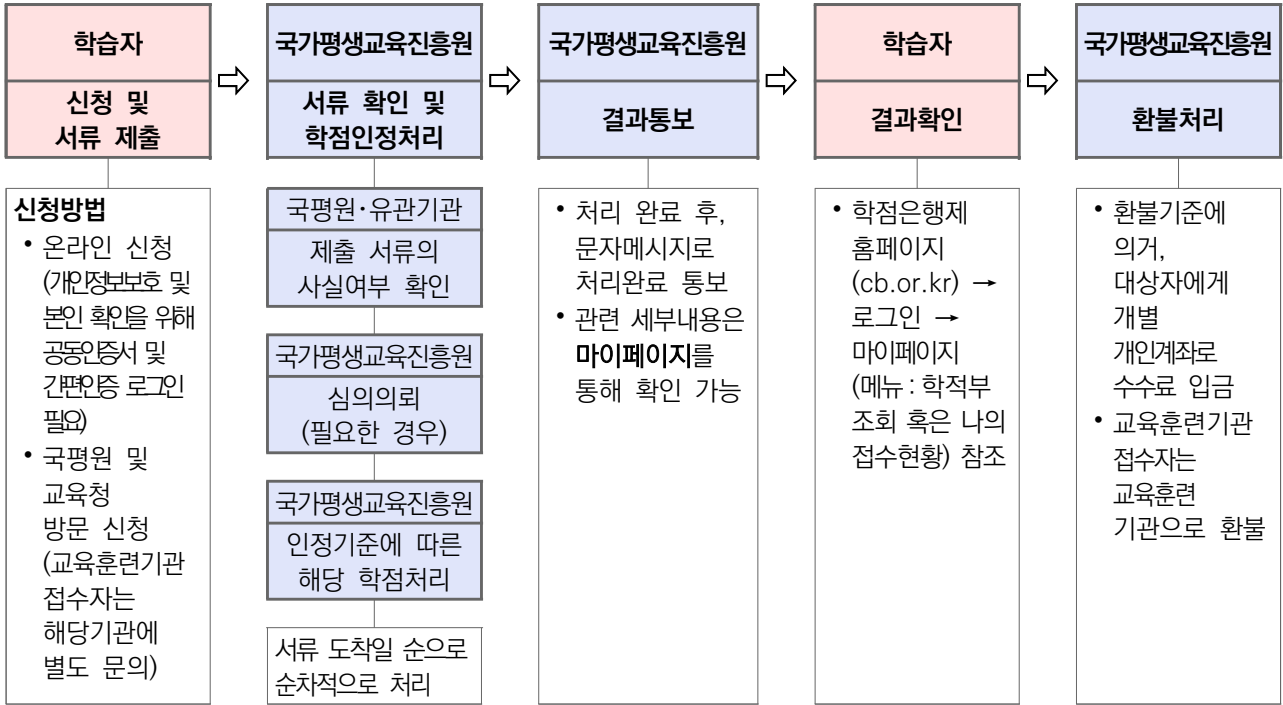 학습자
신청 및
서류 제출
신청방법
• 온라인 신청
(개인정보보호 및
본인 확인을 위해
공동인증서 및
간편인증 로그인
필요)
• 국평원 및
교육청
방문 신청
(교육훈련기관
접수자는
해당기관에
별도 문의)
⇨
국가평생교육진흥원
서류 확인 및
학점인정처리
국평원·유관기관
제출 서류의
사실여부 확인
국가평생교육진흥원
심의의뢰
(필요한 경우)
국가평생교육진흥원
인정기준에 따른
해당 학점처리
서류 도착일 순으로
순차적으로 처리
⇨
국가평생교육진흥원
결과통보
• 처리 완료 후,
문자메시지로
처리완료 통보
• 관련 세부내용은
마이페이지를
통해 확인 가능
⇨
학습자
결과확인
• 학점은행제
홈페이지
(cb.or.kr) →
로그인 →
마이페이지
(메뉴 : 학적부
조회 혹은 나의
접수현황) 참조
⇨
국가평생교육진흥원
환불처리
• 환불기준에
의거,
대상자에게
개별
개인계좌로
수수료 입금
• 교육훈련기관
접수자는
교육훈련
기관으로 환불